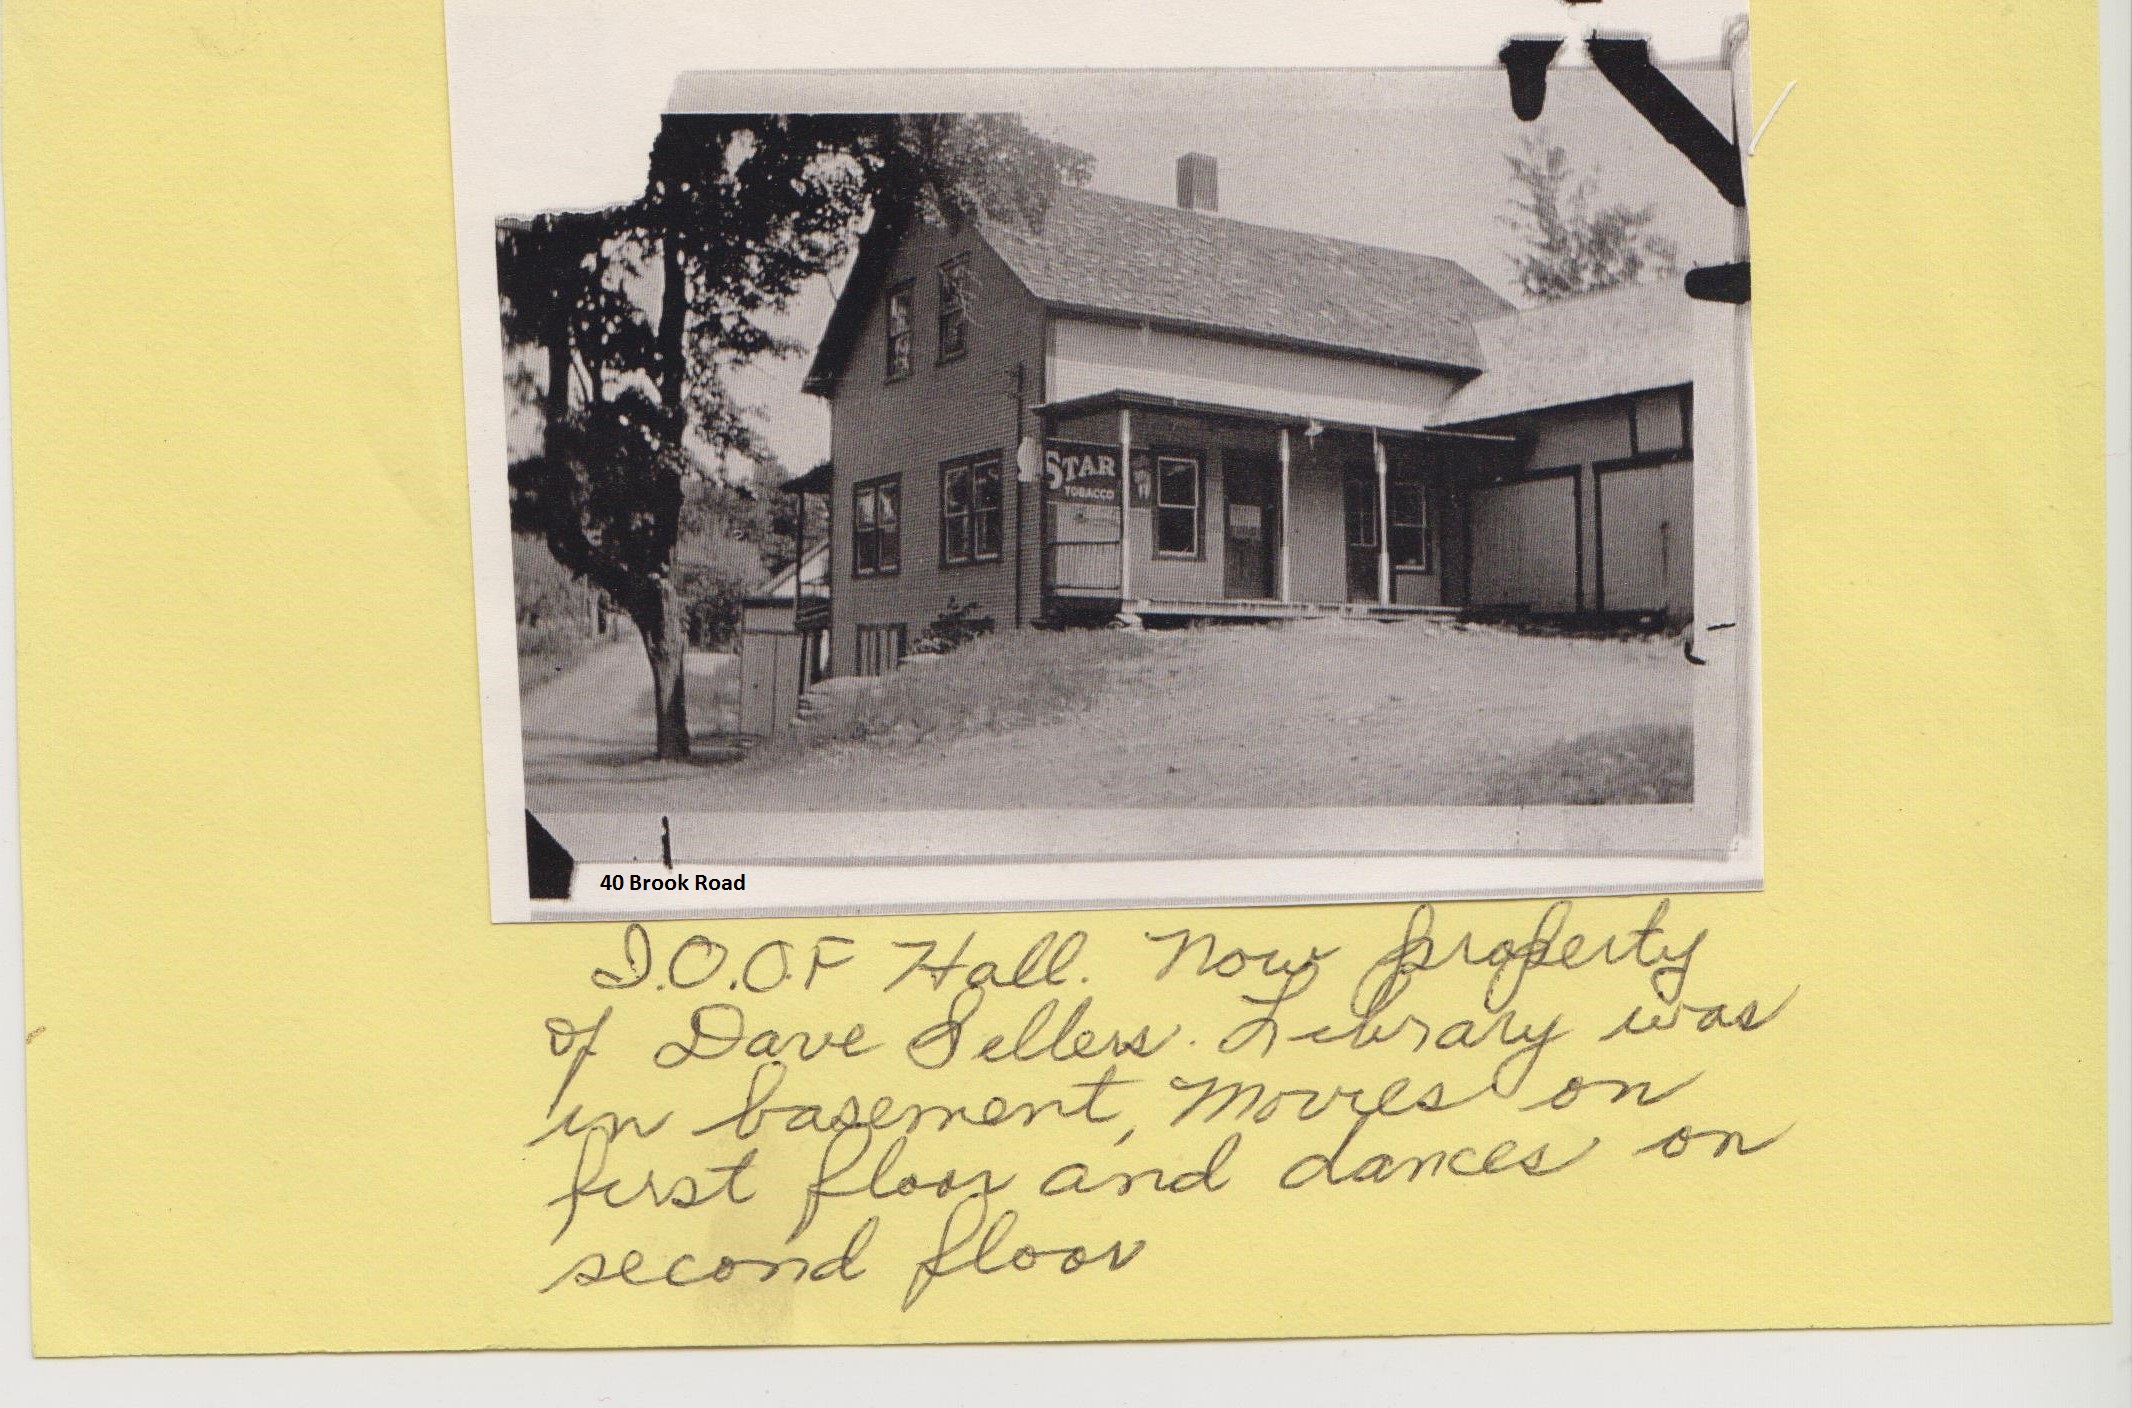 STAR
TOBACCO
40 Brook Road
I.O.O.F Hall. Now property
of Dave Sellers. Library was
in basement, Movies on
first floor and dances on
second floor